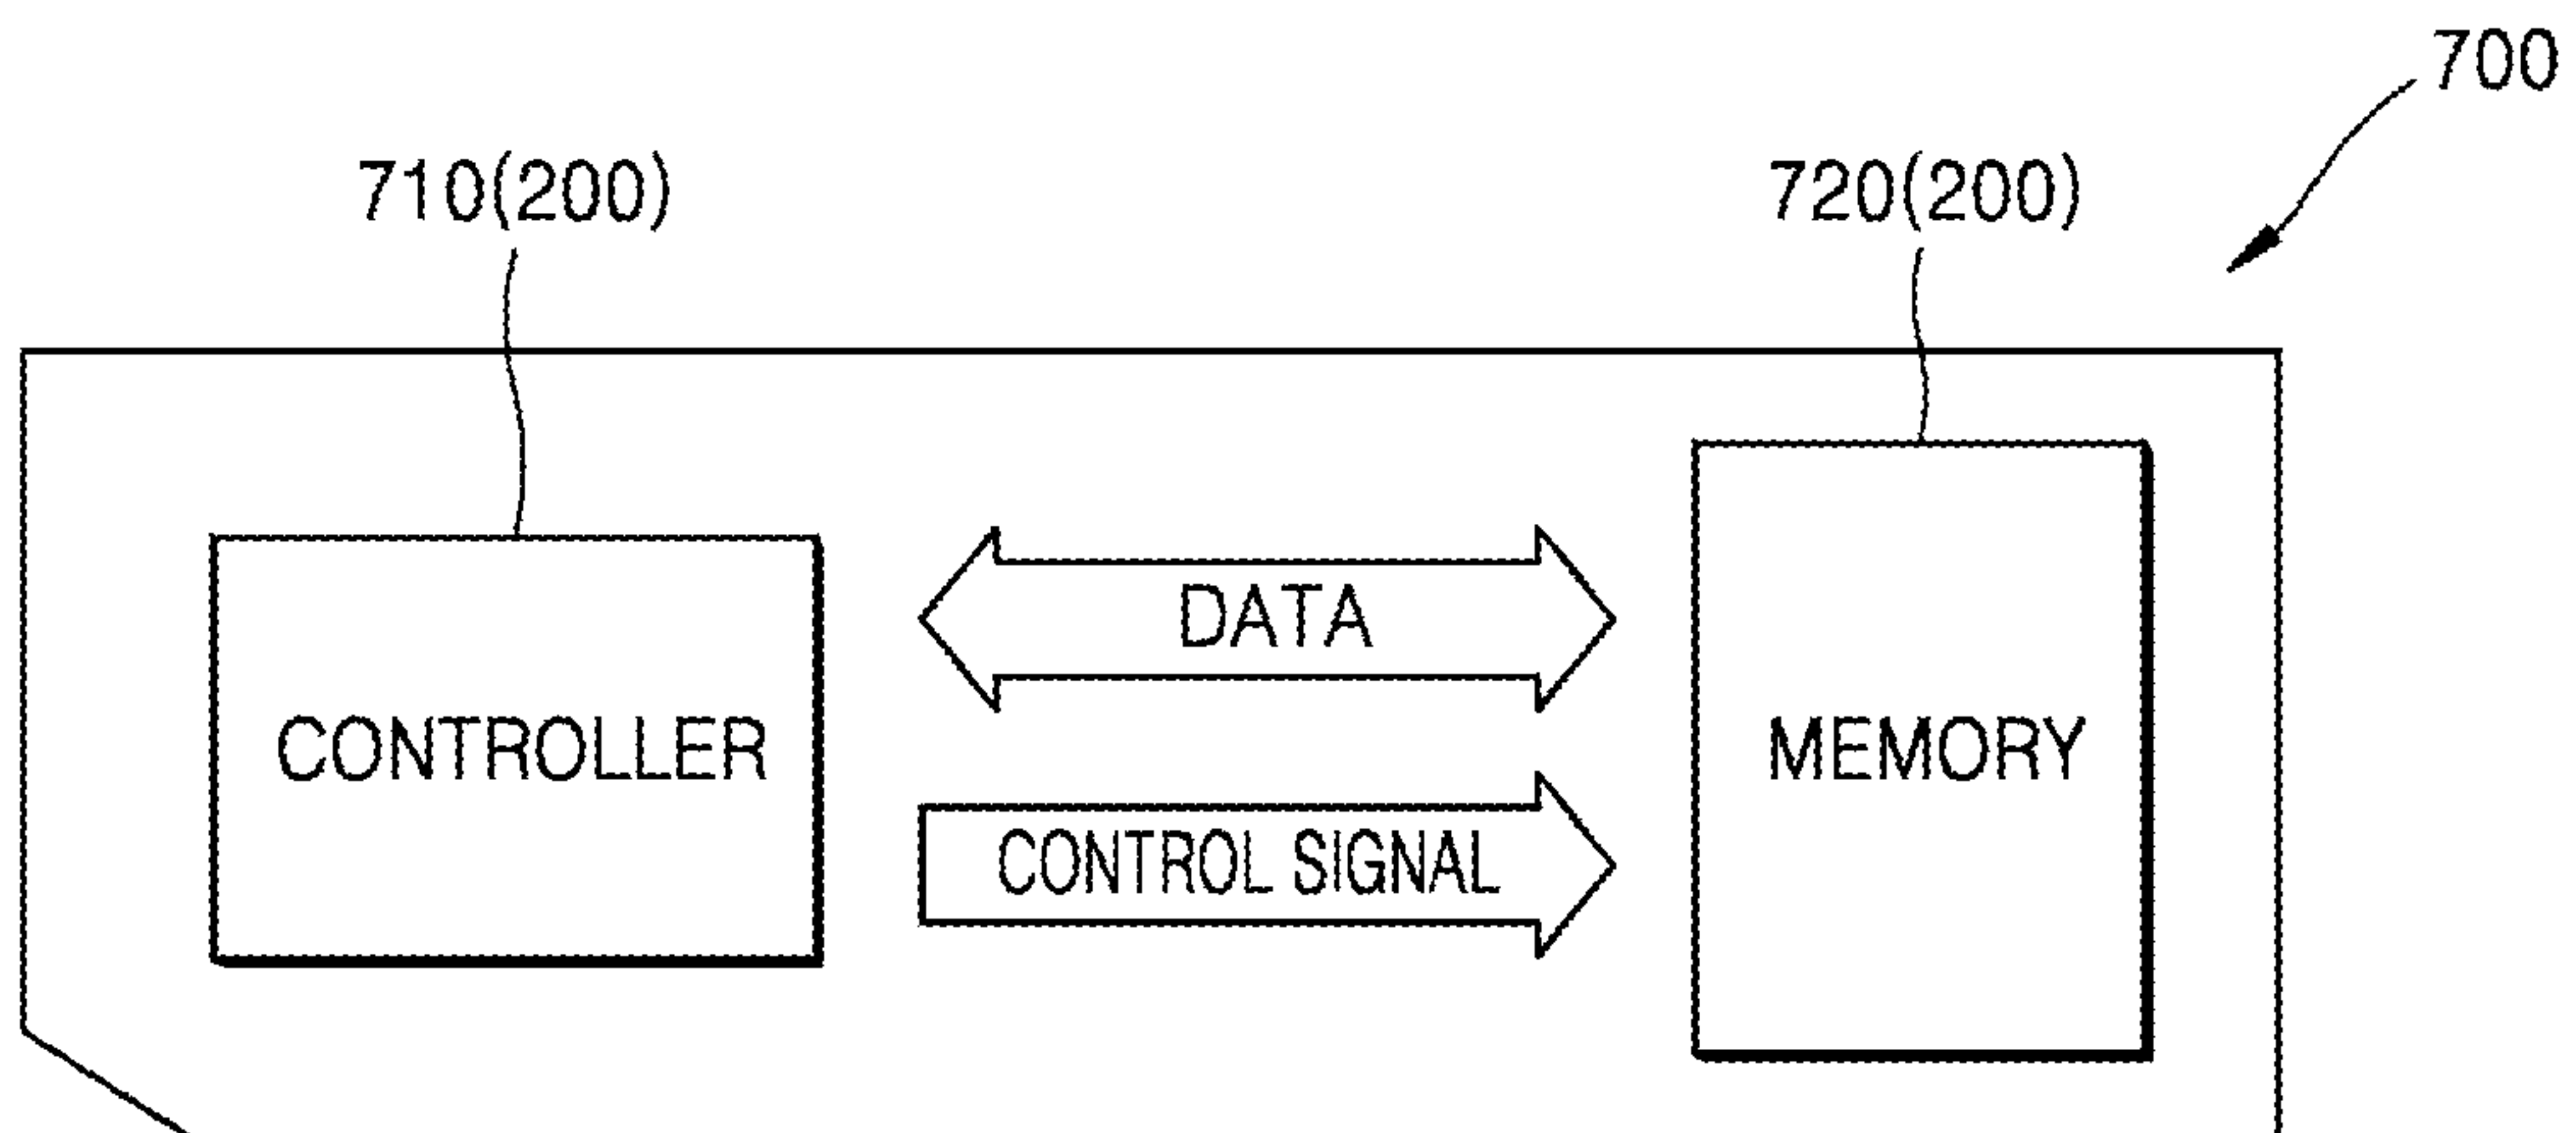 700
710(200)
720(200)
DATA
CONTROLLER
MEMORY
CONTROL SIGNAL